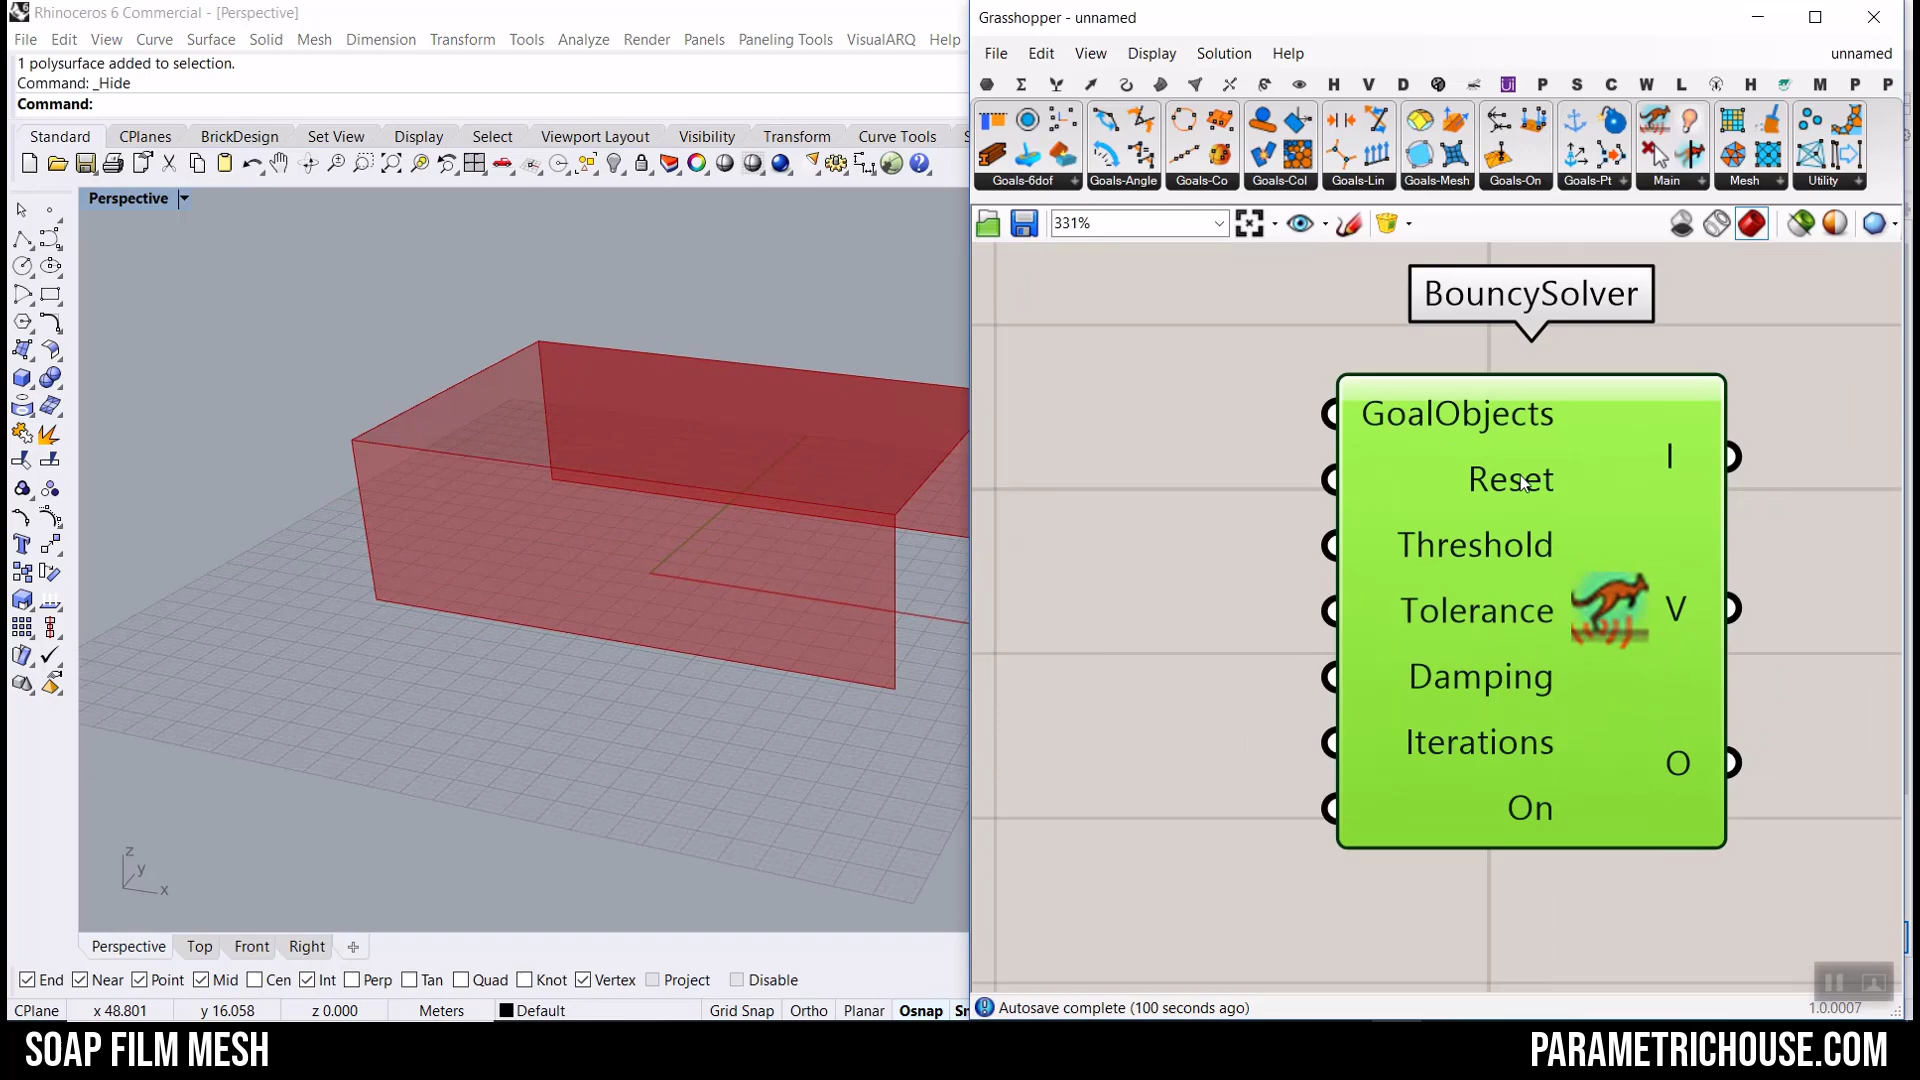 Rhinoceros 6 Commercial - [Perspective]
File Edit View Curve Surface Solid Mesh Dimension Transform Tools Analyze Render Panels Paneling Tools VisualARQ Help
1 polysurface added to selection.
Command: _Hide
Command:
Standard CPlanes BrickDesign Set View Display Select Viewport Layout Visibility Transform Curve Tools S
Perspective
z
y
x
Perspective Top Front Right
End Near Point Mid Cen Int Perp Tan Quad Knot Vertex Project Disable
CPlane x 48.801 y 16.058 z 0.000 Meters Default Grid Snap Ortho Planar Osnap Sr
Grasshopper - unnamed
File Edit View Display Solution Help unnamed
H V D P S C W L H M P P
Goals-6dof Goals-Angle Goals-Co Goals-Col Goals-Lin Goals-Mesh Goals-On Goals-Pt Main Mesh Utility
331%
BouncySolver
GoalObjects
Reset
Threshold
Tolerance
Damping
Iterations
On
I
V
O
Autosave complete (100 seconds ago)
1.0.0007
SOAP FILM MESH
PARAMETRICHOUSE.COM